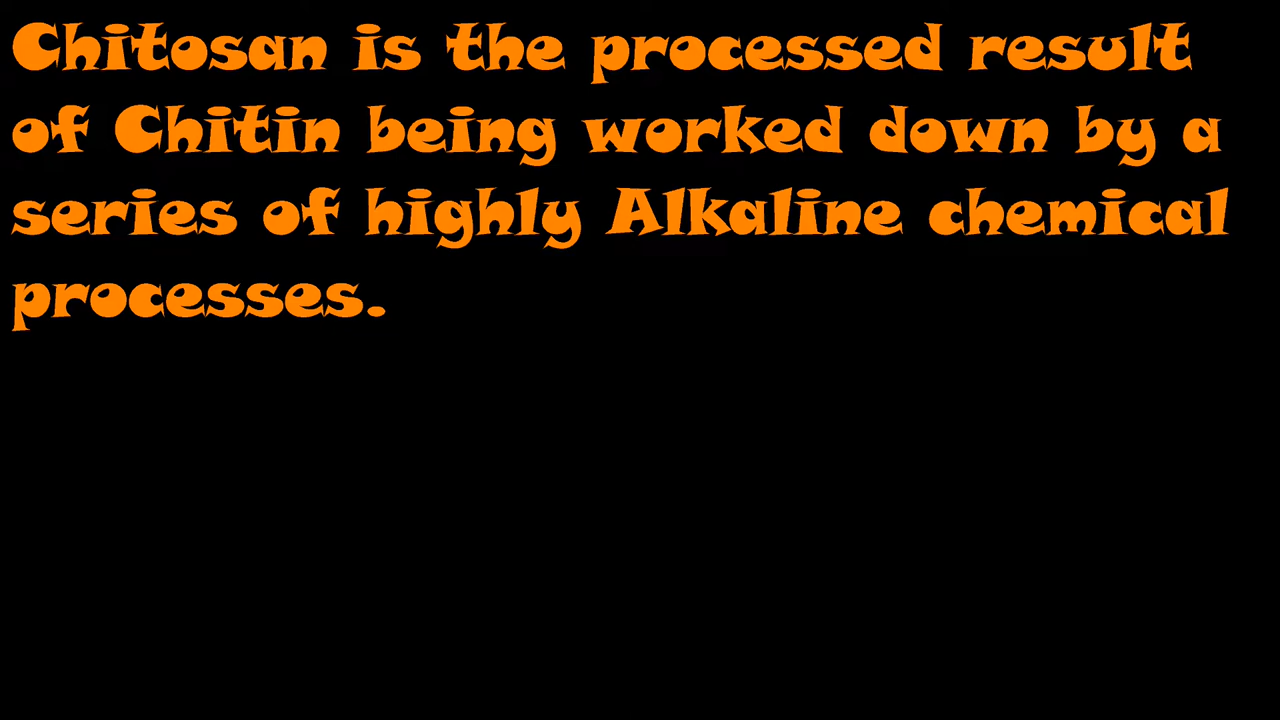 Chitosan is the processed result
of Chitin being worked down by a
series of highly Alkaline chemical
processes.